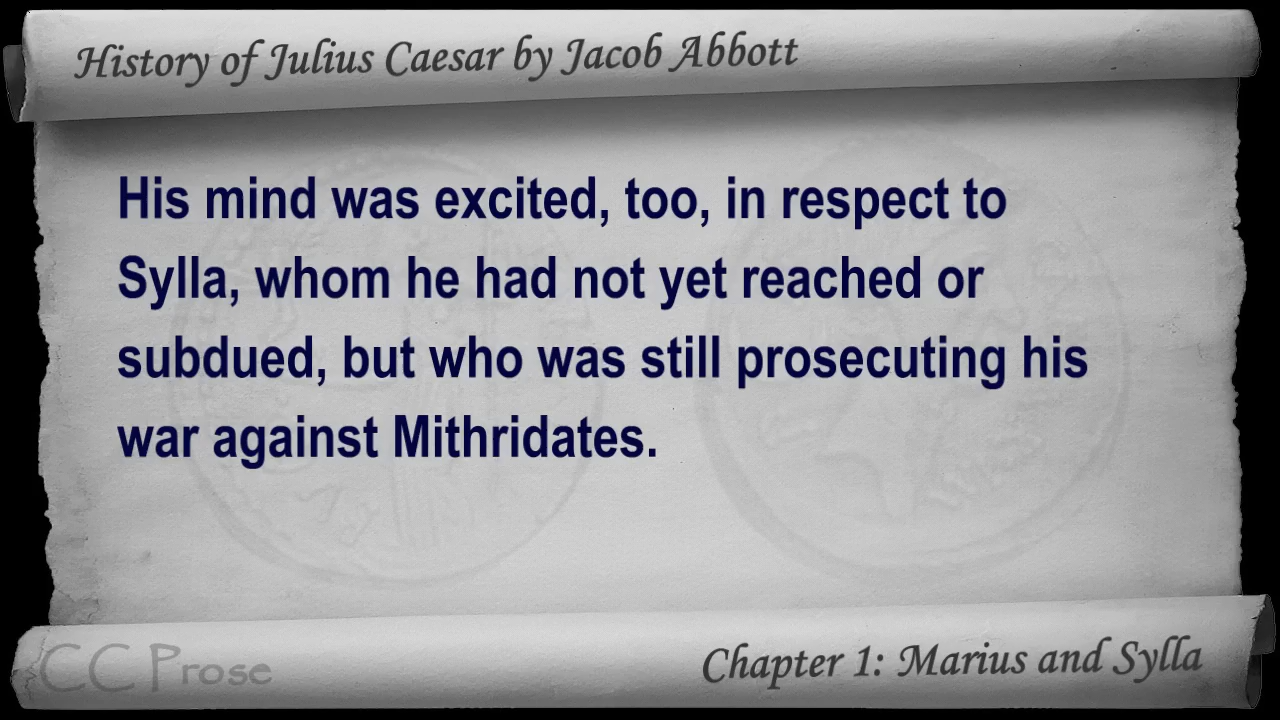 History of Julius Caesar by Jacob Abbott
His mind was excited, too, in respect to
Sylla, whom he had not yet reached or
subdued, but who was still prosecuting his
war against Mithridates.
CC Prose
Chapter 1: Marius and Sylla